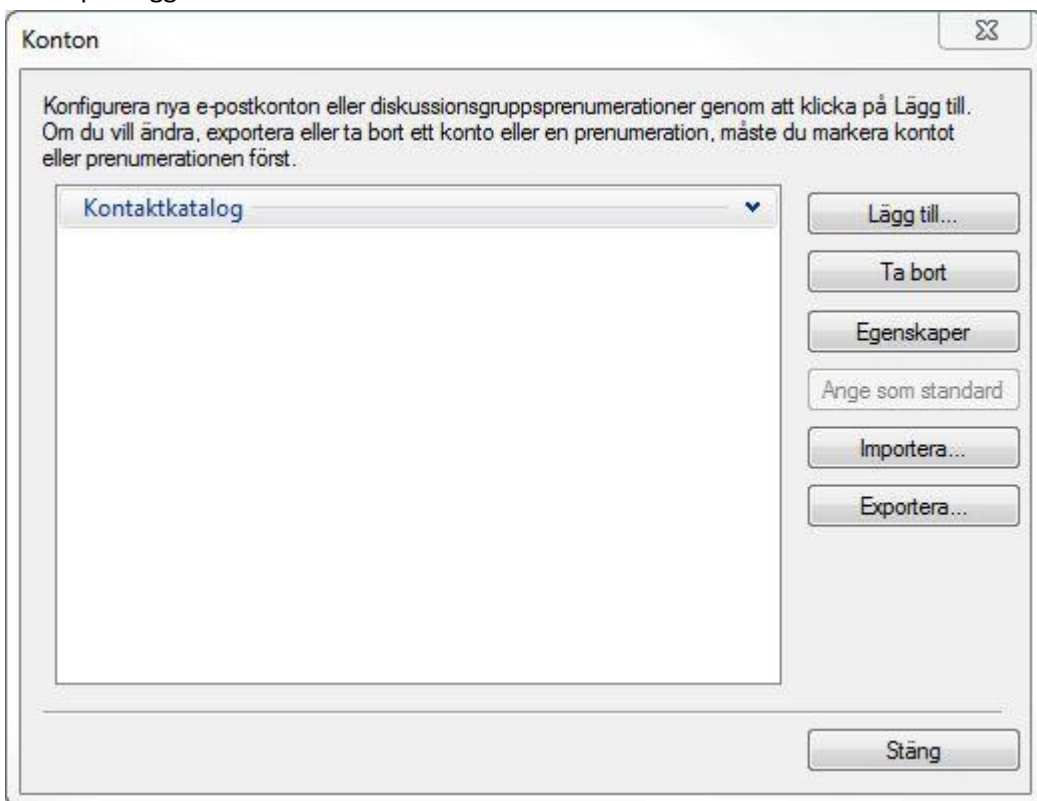 Konton
Konfigurera nya e-postkonton eller diskussionsgruppsprenumerationer genom att klicka på Lägg till.
Om du vill ändra, exportera eller ta bort ett konto eller en prenumeration, måste du markera kontot
eller prenumerationen först.
Kontaktkatalog
Lägg till...
Ta bort
Egenskaper
Ange som standard
Importera...
Exportera...
Stäng